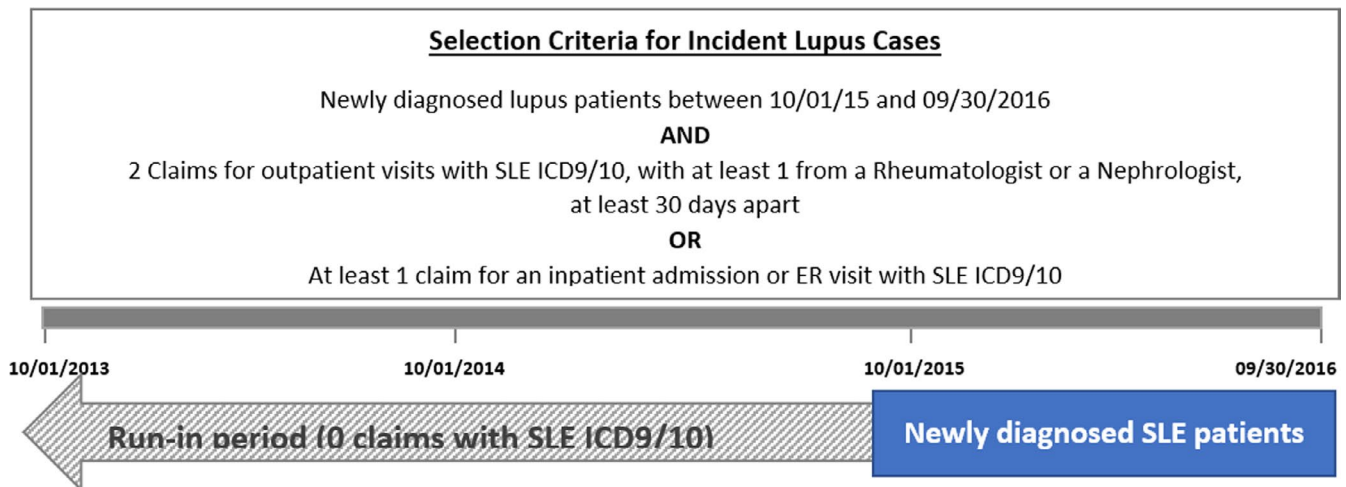 Selection Criteria for Incident Lupus Cases
Newly diagnosed lupus patients between 10/01/15 and 09/30/2016
AND
2 Claims for outpatient visits with SLE ICD9/10, with at least 1 from a Rheumatologist or a Nephrologist,
at least 30 days apart
OR
At least 1 claim for an inpatient admission or ER visit with SLE ICD9/10
10/01/2013 10/01/2014 10/01/2015 09/30/2016
Run-in period (0 claims with SLE ICD9/10) Newly diagnosed SLE patients